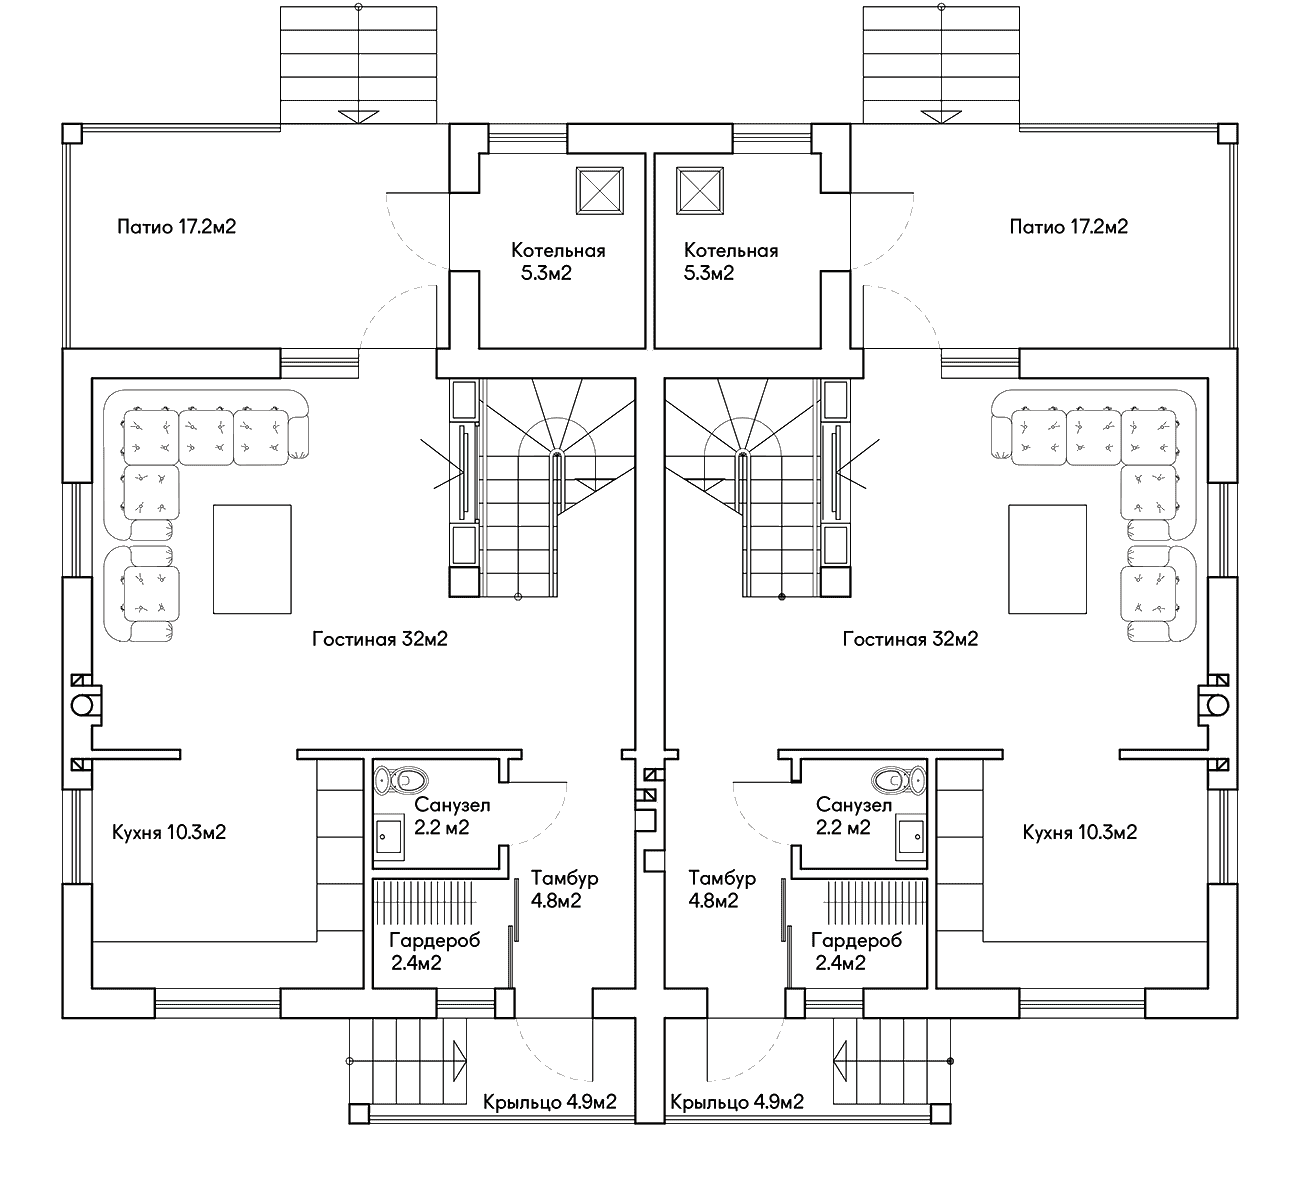 Патио 17.2м2
Котельная
5.3м2
Котельная
5.3м2
Патио 17.2м2
Гостиная 32м2
Гостиная 32м2
Кухня 10.3м2
Санузел
2.2 м2
Тамбур
4.8м2
Гардероб
2.4м2
Тамбур
4.8м2
Санузел
2.2 м2
Гардероб
2.4м2
Кухня 10.3м2
Крыльцо 4.9м2
Крыльцо 4.9м2